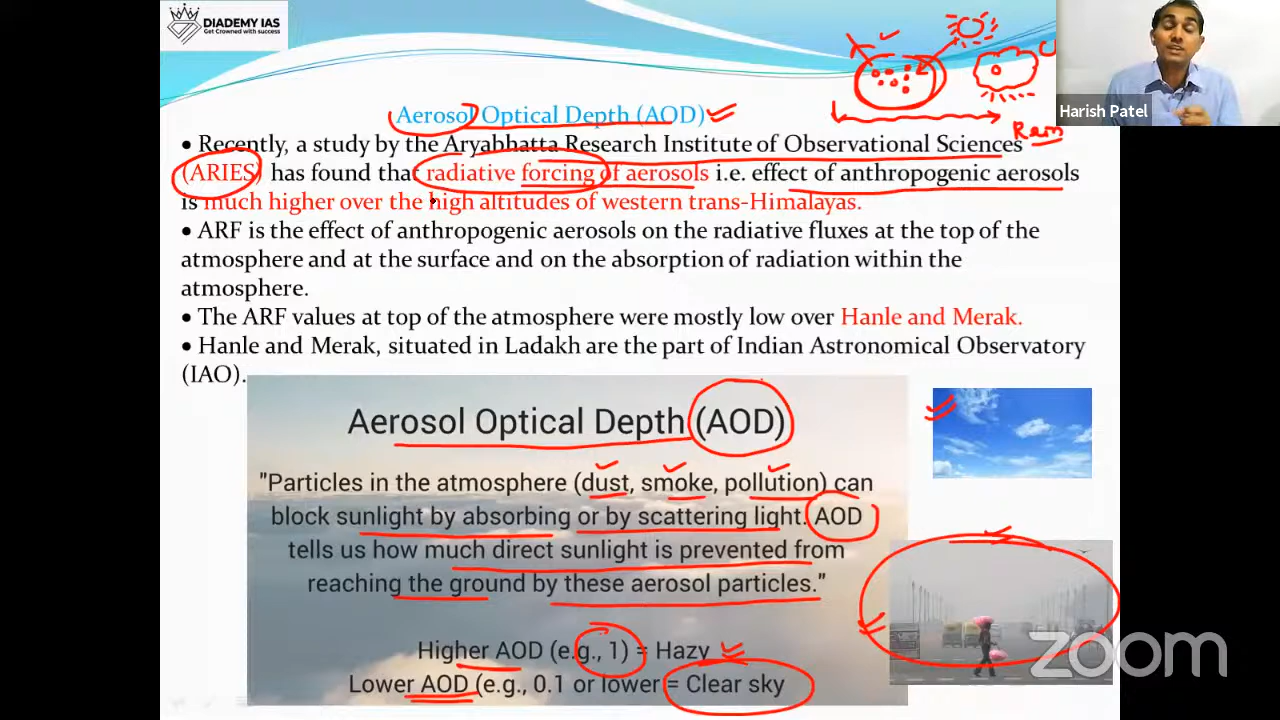 DIADEMY IAS
Get Crowned with success
Harish Patel
Rem
Aerosol Optical Depth (AOD)
• Recently, a study by the Aryabhatta Research Institute of Observational Sciences
(ARIES) has found that radiative forcing of aerosols i.e. effect of anthropogenic aerosols
is much higher over the high altitudes of western trans-Himalayas.
• ARF is the effect of anthropogenic aerosols on the radiative fluxes at the top of the
atmosphere and at the surface and on the absorption of radiation within the
atmosphere.
• The ARF values at top of the atmosphere were mostly low over Hanle and Merak.
• Hanle and Merak, situated in Ladakh are the part of Indian Astronomical Observatory
(IAO).
Aerosol Optical Depth (AOD)
"Particles in the atmosphere (dust, smoke, pollution) can
block sunlight by absorbing or by scattering light. AOD
tells us how much direct sunlight is prevented from
reaching the ground by these aerosol particles."
Higher AOD (e.g., 1) = Hazy
Lower AOD (e.g., 0.1 or lower = Clear sky
zoom